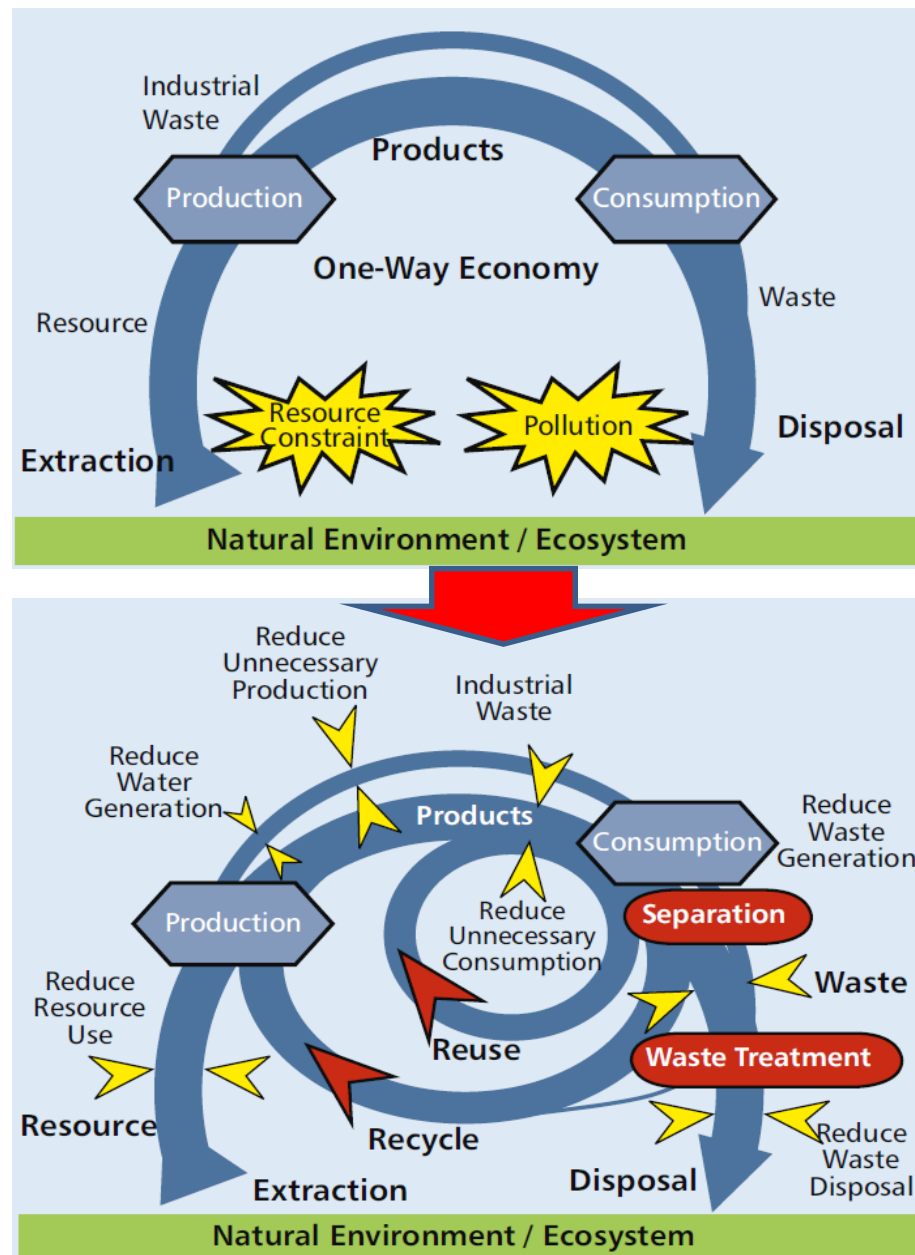 Industrial
Waste
Products
Production
Consumption
One-Way Economy
Resource
Waste
Resource
Constraint
Pollution
Extraction
Disposal
Natural Environment / Ecosystem
Reduce
Unnecessary
Production
Industrial
Waste
Reduce
Water
Generation
Products
Consumption
Reduce
Waste
Generation
Production
Separation
Reduce
Unnecessary
Consumption
Reduce
Resource
Use
Waste
Reuse
Waste Treatment
Resource
Recycle
Reduce
Waste
Disposal
Extraction
Disposal
Natural Environment / Ecosystem